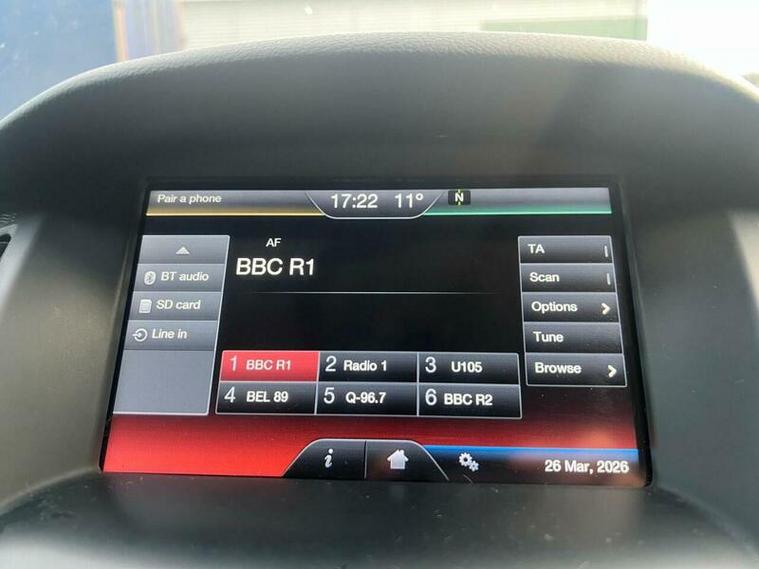 Pair a phone 17:22 11° N
AF
BBC R1
BT audio
SD card
Line in
TA
Scan
Options
Tune
Browse
1 BBC R1 2 Radio 1 3 U105
4 BEL 89 5 Q-96.7 6 BBC R2
i
26 Mar, 2026